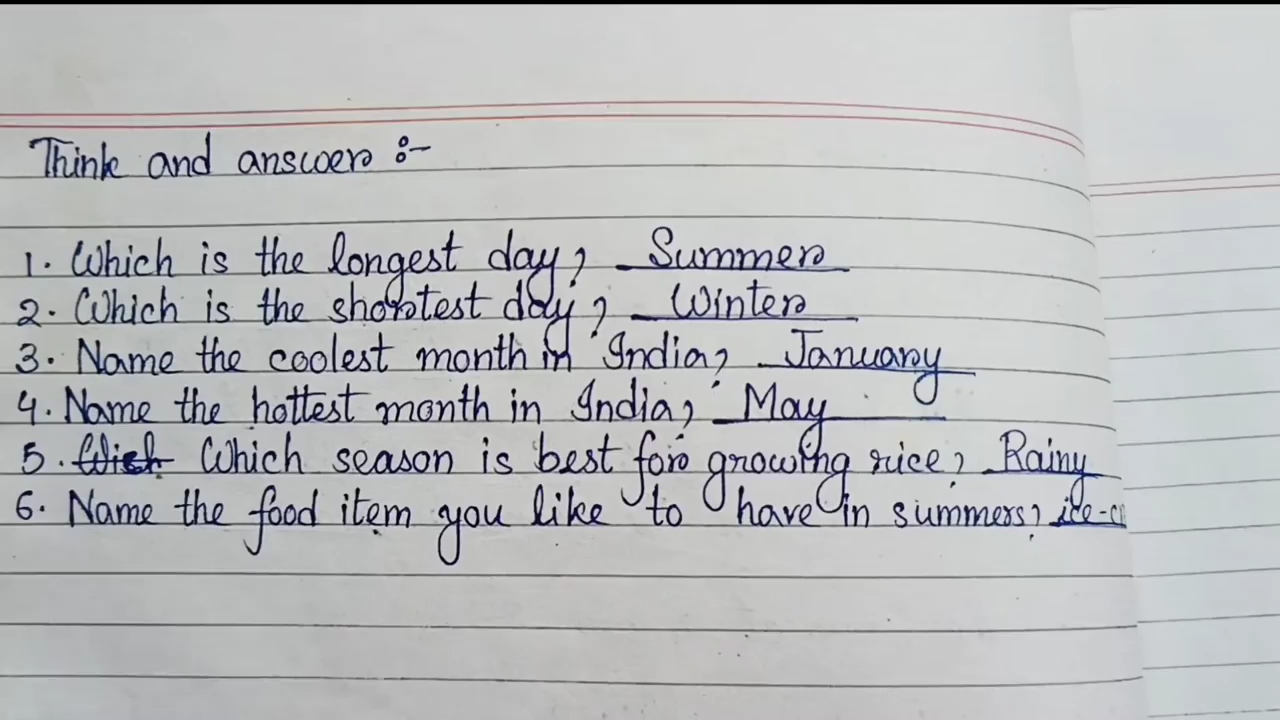 Think and answer :-
1. Which is the longest day? Summer
2. Which is the shortest day? Winter
3. Name the coolest month in India? January
4. Name the hottest month in India? May
5. Which season is best for growing rice? Rainy
6. Name the food item you like to have in summers? ice-c